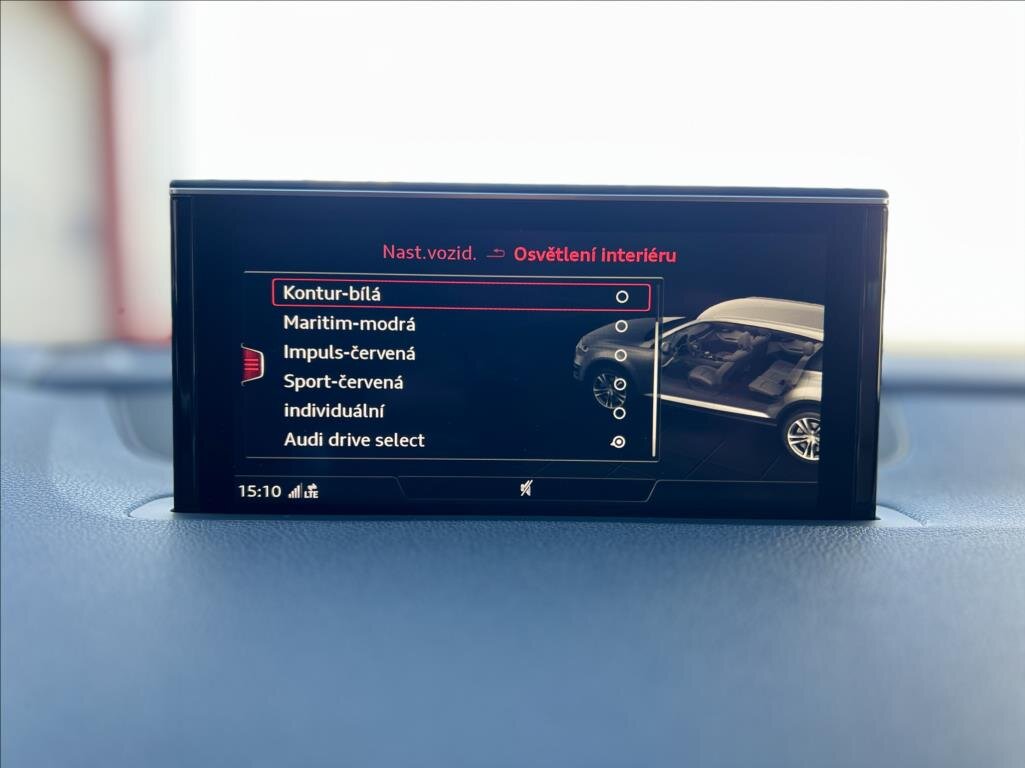 Nast.vozid. Osvětlení interiéru
Kontur-bílá
Maritim-modrá
Impuls-červená
Sport-červená
individuální
Audi drive select
15:10 LTE